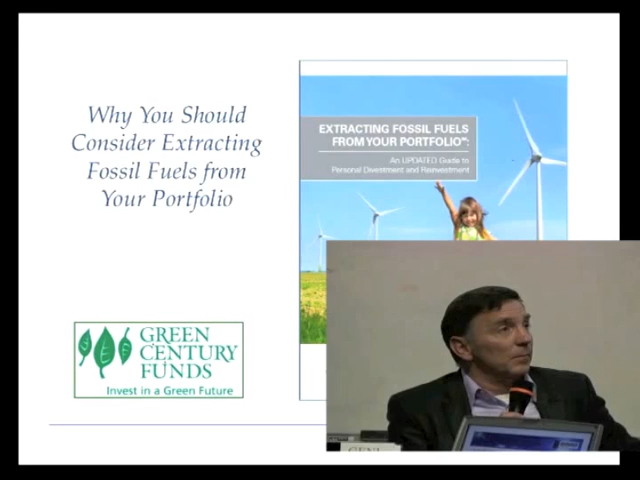 Why You Should
Consider Extracting
Fossil Fuels from
Your Portfolio
EXTRACTING FOSSIL FUELS
FROM YOUR PORTFOLIO™:
An UPDATED Guide to
Personal Divestment and Reinvestment
GREEN
CENTURY
FUNDS
Invest in a Green Future